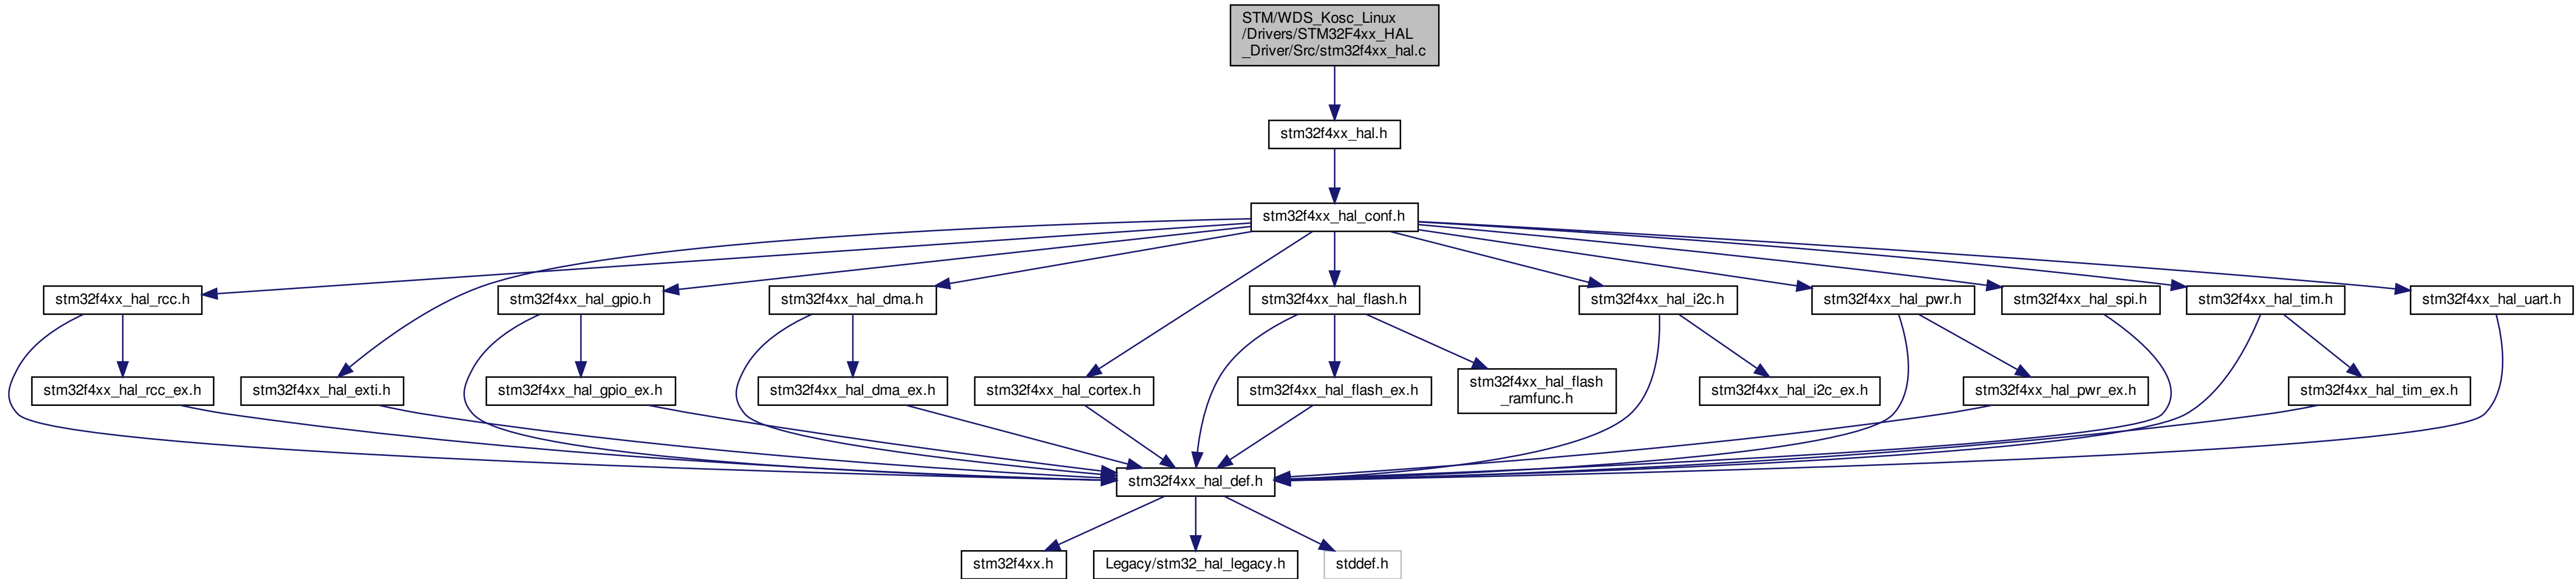 STM/WDS_Kosc_Linux
/Drivers/STM32F4xx_HAL
_Driver/Src/stm32f4xx_hal.c
stm32f4xx_hal.h
stm32f4xx_hal_conf.h
stm32f4xx_hal_rcc.h
stm32f4xx_hal_gpio.h
stm32f4xx_hal_dma.h
stm32f4xx_hal_flash.h
stm32f4xx_hal_i2c.h
stm32f4xx_hal_pwr.h
stm32f4xx_hal_spi.h
stm32f4xx_hal_tim.h
stm32f4xx_hal_uart.h
stm32f4xx_hal_rcc_ex.h
stm32f4xx_hal_exti.h
stm32f4xx_hal_gpio_ex.h
stm32f4xx_hal_dma_ex.h
stm32f4xx_hal_cortex.h
stm32f4xx_hal_flash_ex.h
stm32f4xx_hal_flash
_ramfunc.h
stm32f4xx_hal_i2c_ex.h
stm32f4xx_hal_pwr_ex.h
stm32f4xx_hal_tim_ex.h
stm32f4xx_hal_def.h
stm32f4xx.h
Legacy/stm32_hal_legacy.h
stddef.h